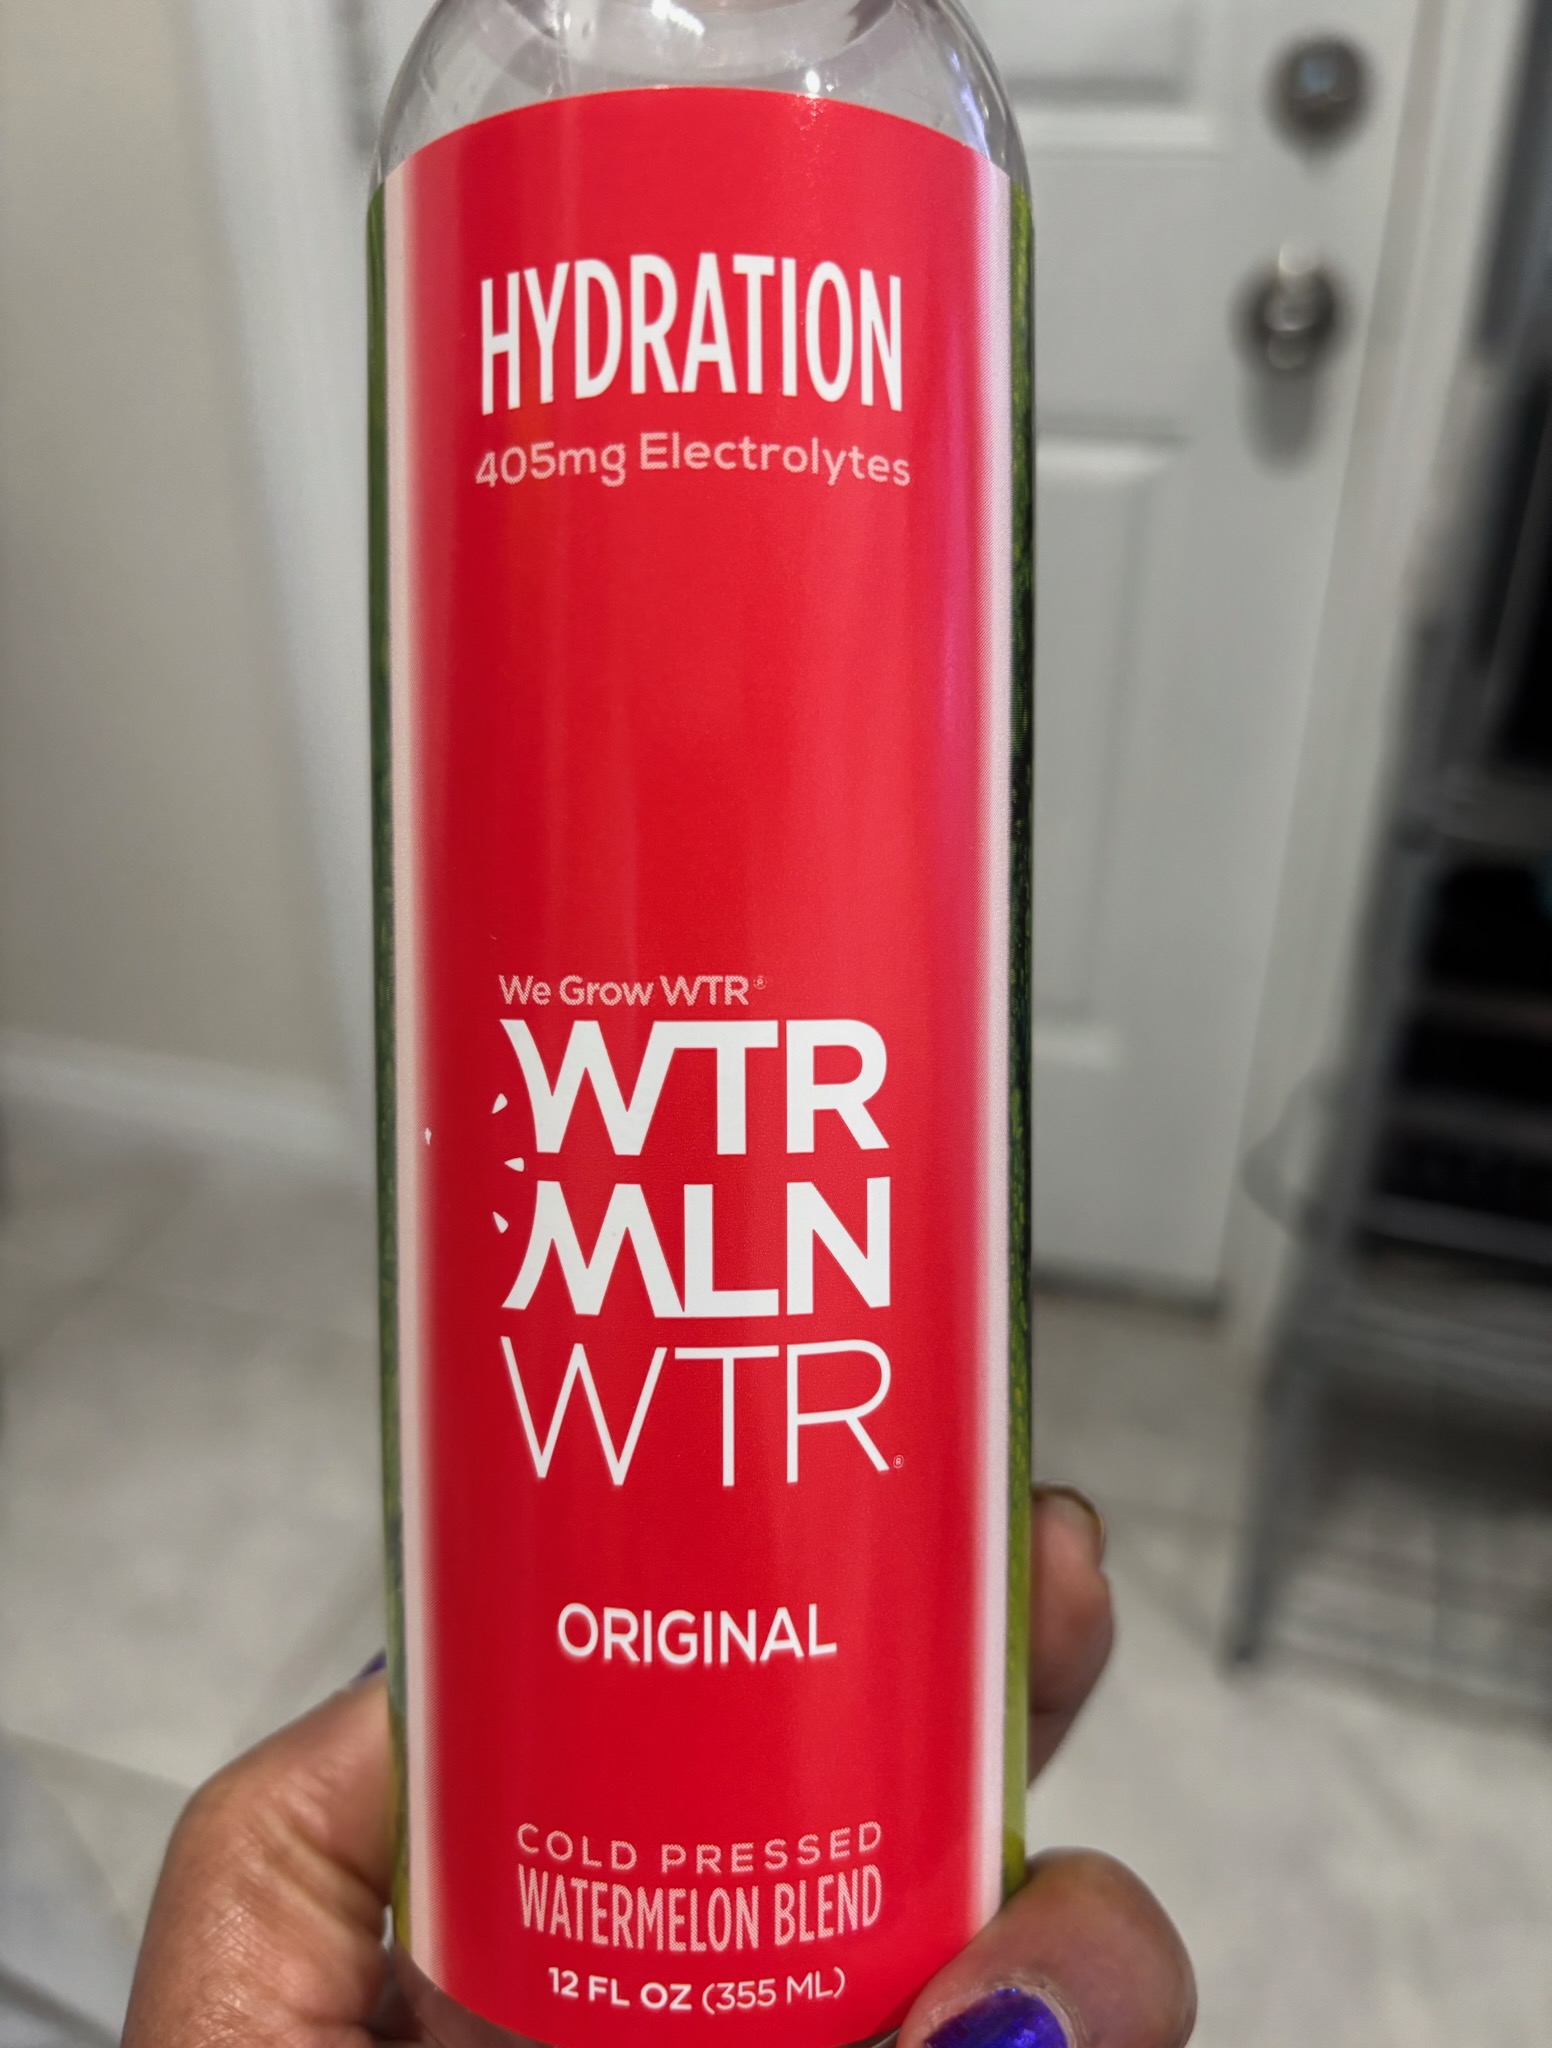 HYDRATION
405mg Electrolytes
We Grow WTR®
WTR
MLN
WTR®
ORIGINAL
COLD PRESSED
WATERMELON BLEND
12 FL OZ (355 ML)